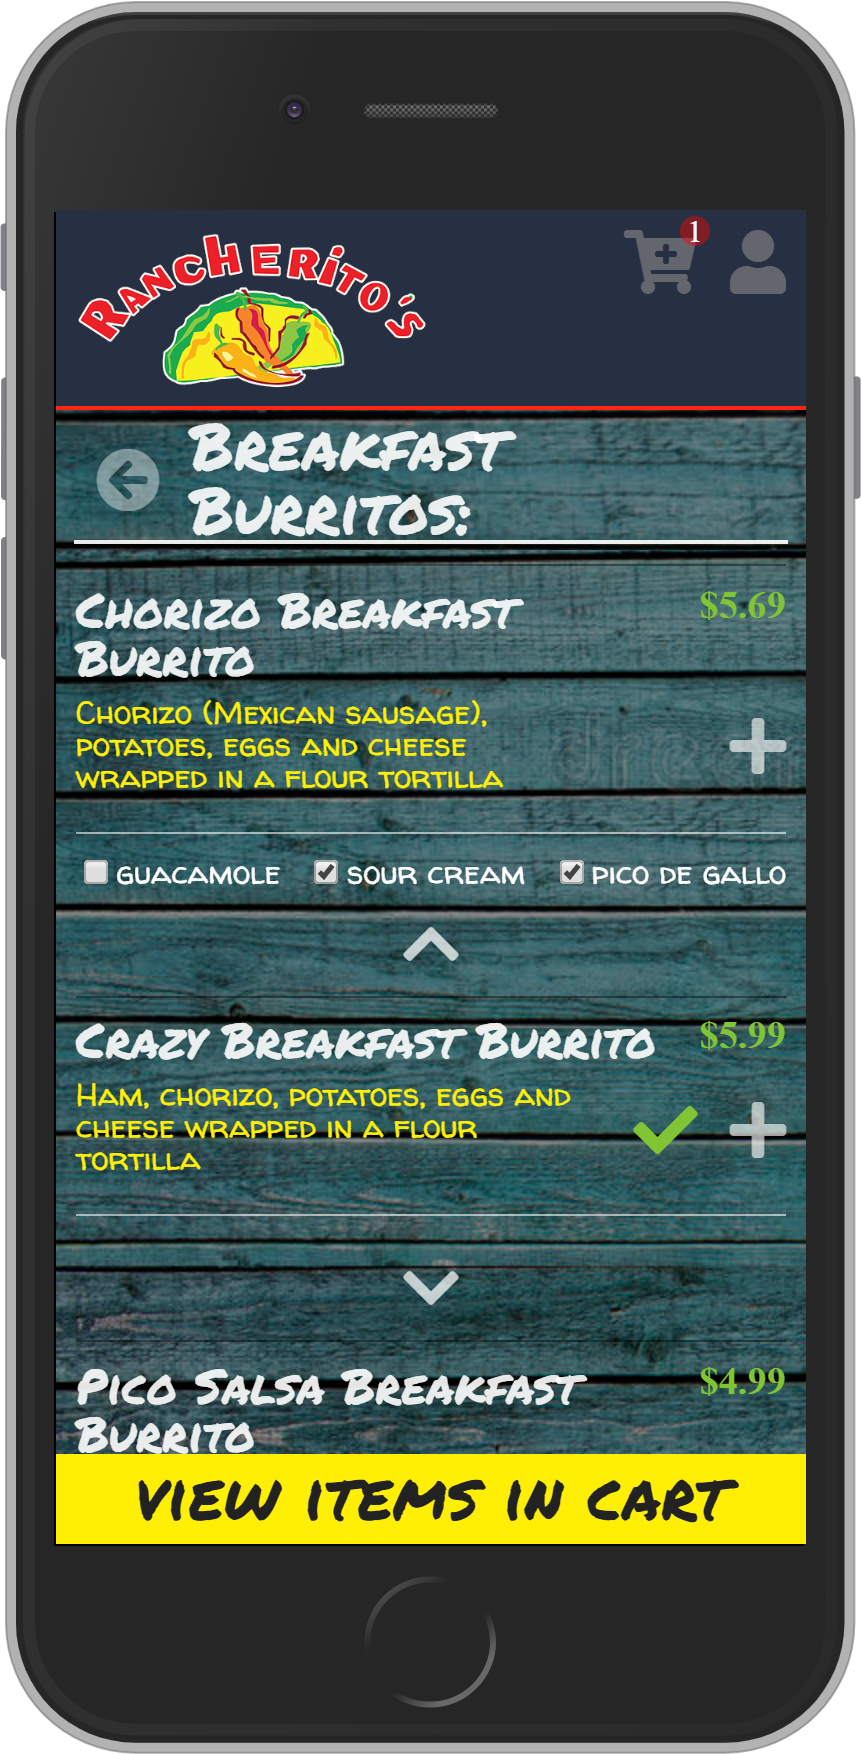 Rancherito's
1
Breakfast
Burritos:
Chorizo Breakfast
Burrito
$5.69
Chorizo (Mexican sausage),
potatoes, eggs and cheese
wrapped in a flour tortilla
guacamole
sour cream
pico de gallo
Crazy Breakfast Burrito
$5.99
Ham, chorizo, potatoes, eggs and
cheese wrapped in a flour
tortilla
Pico Salsa Breakfast
Burrito
$4.99
view items in cart